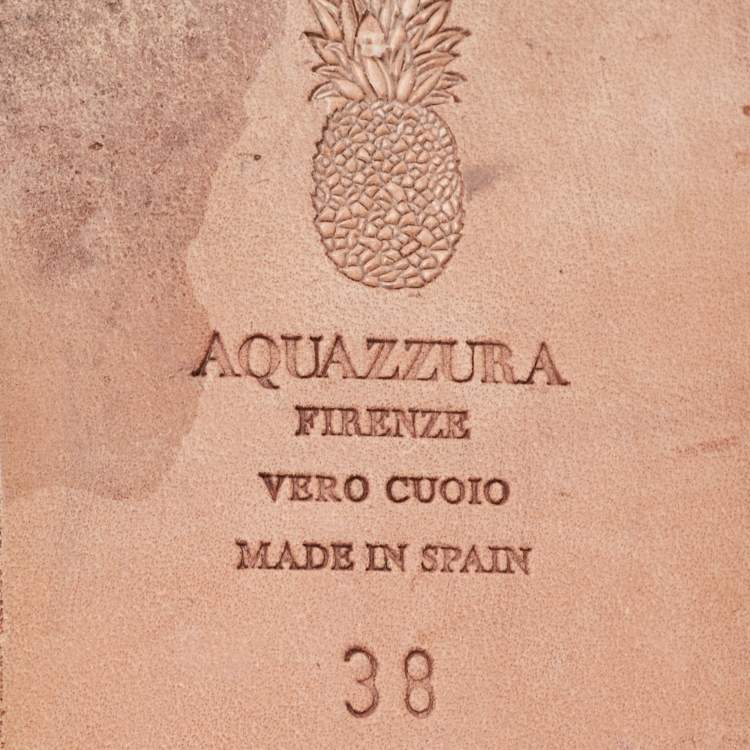 AQUAZZURA
FIRENZE
VERO CUOIO
MADE IN SPAIN
38